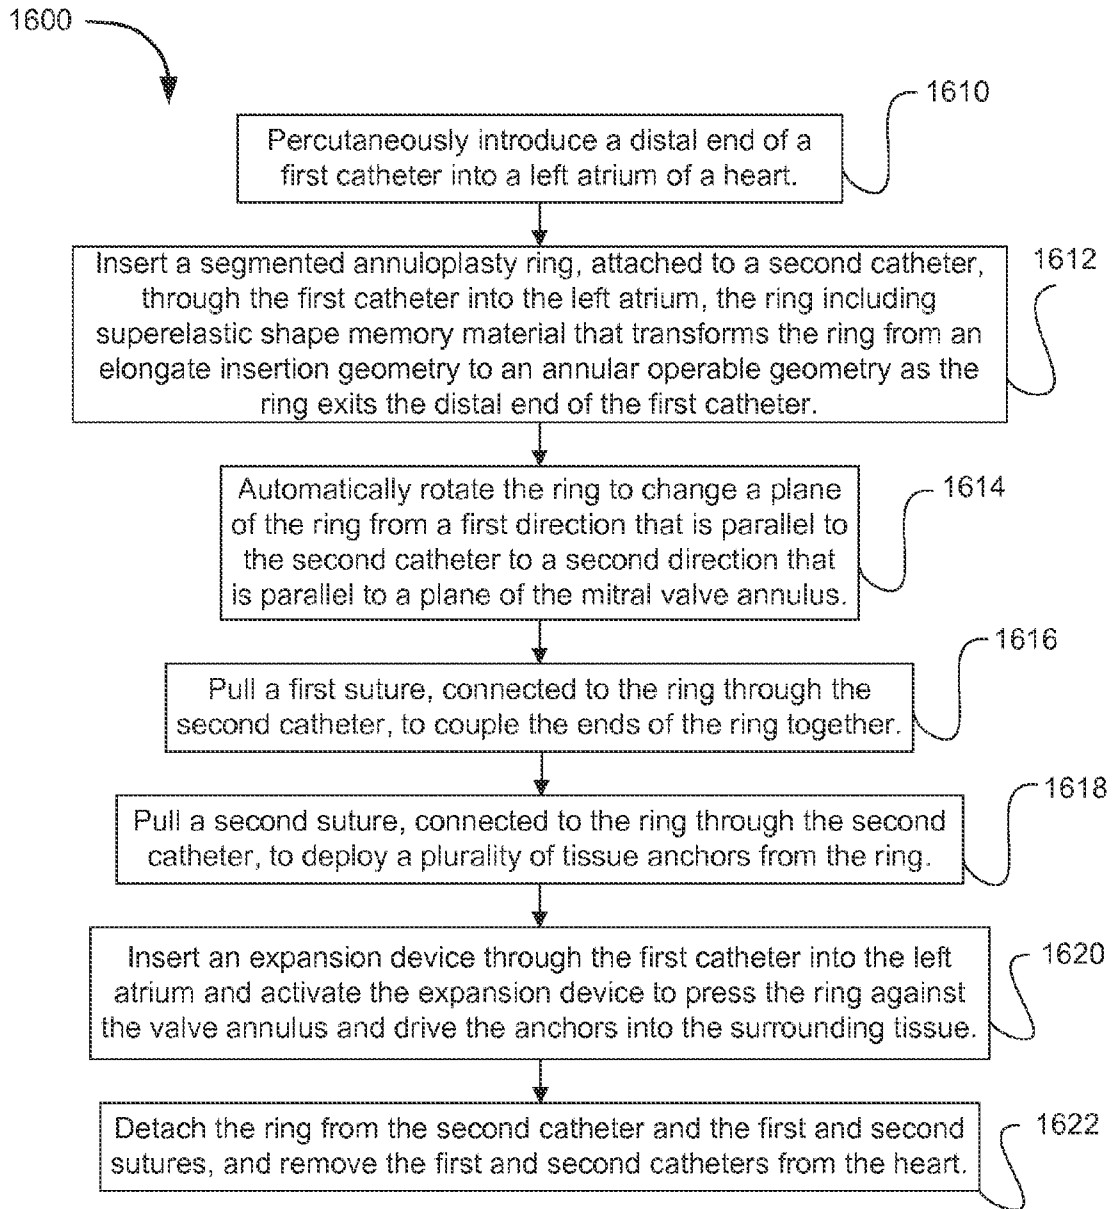 1600
1610
Percutaneously introduce a distal end of a
first catheter into a left atrium of a heart.
1612
Insert a segmented annuloplasty ring, attached to a second catheter,
through the first catheter into the left atrium, the ring including
superelastic shape memory material that transforms the ring from an
elongate insertion geometry to an annular operable geometry as the
ring exits the distal end of the first catheter.
1614
Automatically rotate the ring to change a plane
of the ring from a first direction that is parallel to
the second catheter to a second direction that
is parallel to a plane of the mitral valve annulus.
1616
Pull a first suture, connected to the ring through the
second catheter, to couple the ends of the ring together.
1618
Pull a second suture, connected to the ring through the second
catheter, to deploy a plurality of tissue anchors from the ring.
1620
Insert an expansion device through the first catheter into the left
atrium and activate the expansion device to press the ring against
the valve annulus and drive the anchors into the surrounding tissue.
1622
Detach the ring from the second catheter and the first and second
sutures, and remove the first and second catheters from the heart.